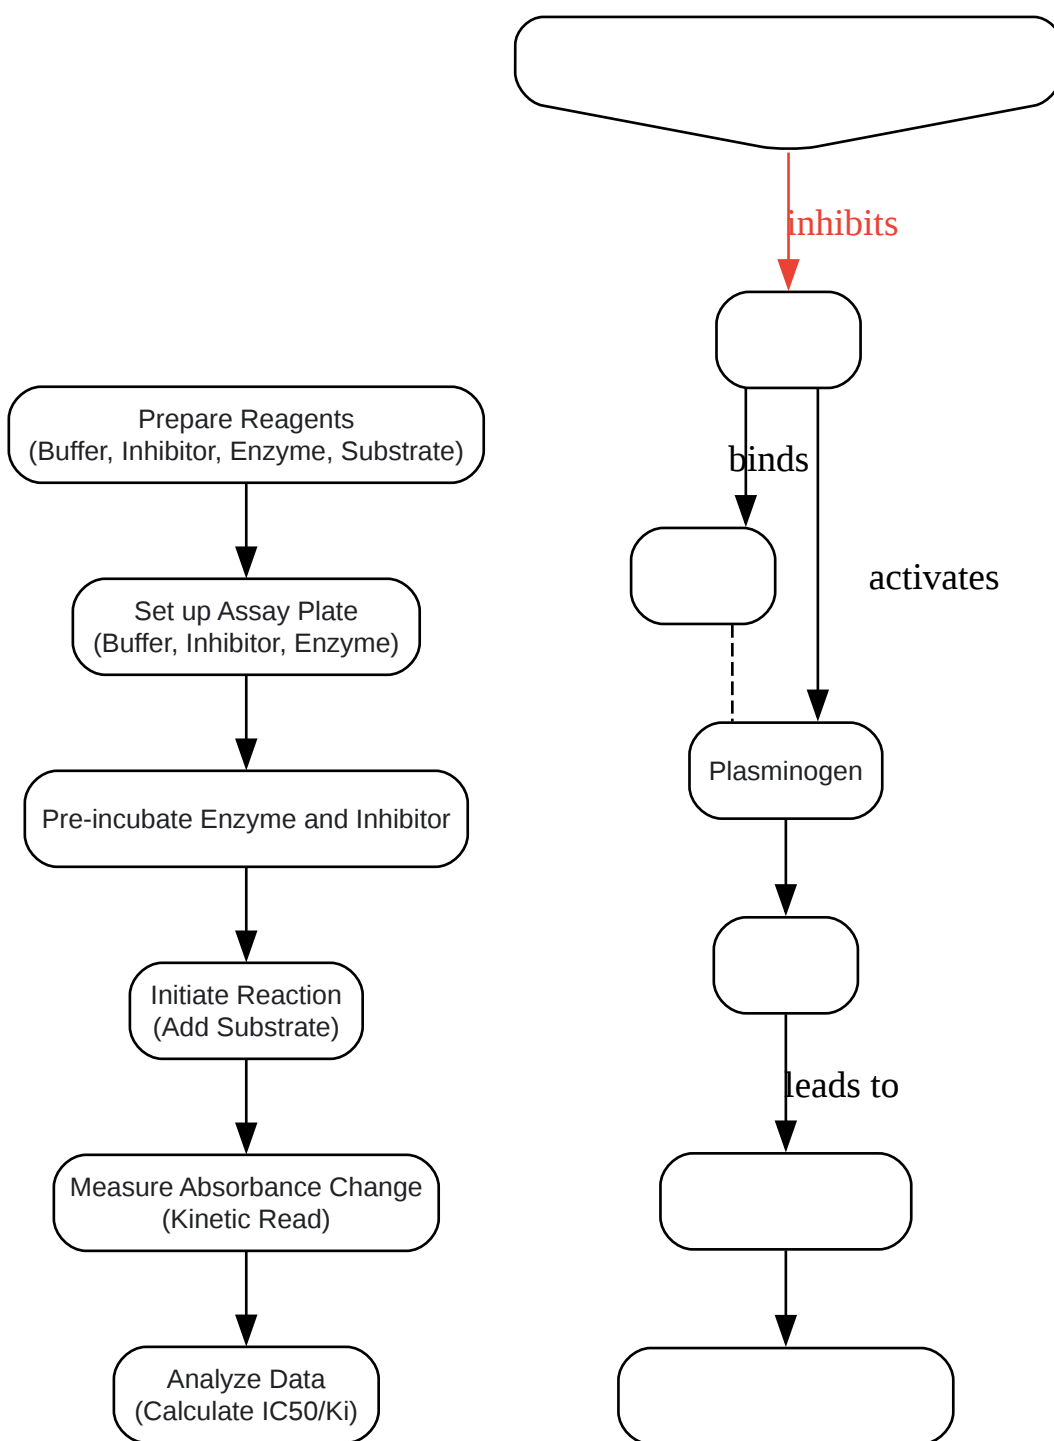 Prepare Reagents
(Buffer, Inhibitor, Enzyme, Substrate)
Set up Assay Plate
(Buffer, Inhibitor, Enzyme)
Pre-incubate Enzyme and Inhibitor
Initiate Reaction
(Add Substrate)
Measure Absorbance Change
(Kinetic Read)
Analyze Data
(Calculate IC50/Ki)
inhibits
binds
activates
Plasminogen
leads to